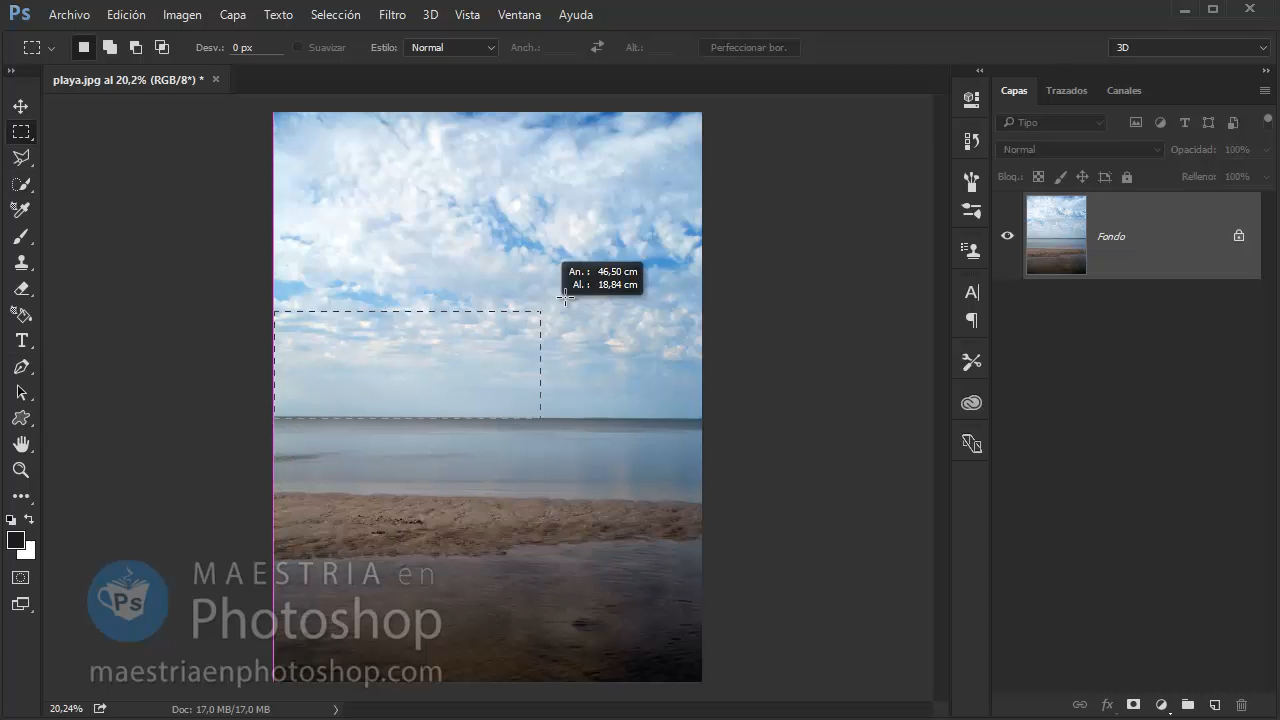 Ps Archivo Edición Imagen Capa Texto Selección Filtro 3D Vista Ventana Ayuda
Desv.: 0 px Suavizar Estilo: Normal Anch.: Alt.: Perfeccionar bor. 3D
playa.jpg al 20,2% (RGB/8*) * ×
Capas Trazados Canales
Tipo
Normal Opacidad: 100%
Bloq.: Relleno: 100%
Fondo
An. : 46,50 cm
Al. : 18,84 cm
MAESTRIA en
Ps Photoshop
maestriaenphotoshop.com
20,24% Doc: 17,0 MB/17,0 MB
fx